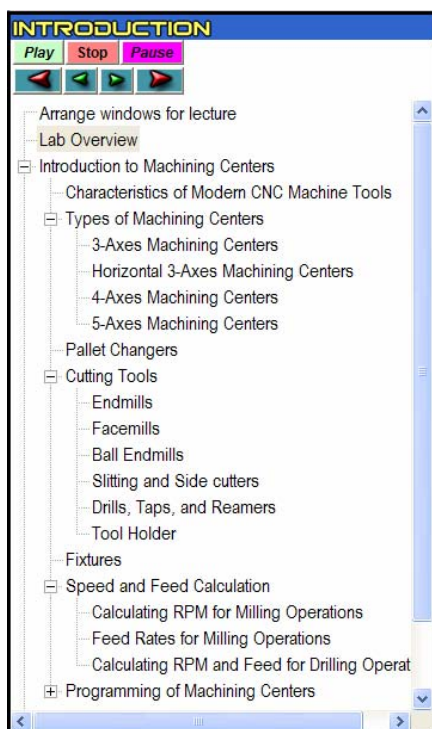 INTRODUCTION
Play Stop Pause
Arrange windows for lecture
Lab Overview
Introduction to Machining Centers
Characteristics of Modern CNC Machine Tools
Types of Machining Centers
3-Axes Machining Centers
Horizontal 3-Axes Machining Centers
4-Axes Machining Centers
5-Axes Machining Centers
Pallet Changers
Cutting Tools
Endmills
Facemills
Ball Endmills
Slitting and Side cutters
Drills, Taps, and Reamers
Tool Holder
Fixtures
Speed and Feed Calculation
Calculating RPM for Milling Operations
Feed Rates for Milling Operations
Calculating RPM and Feed for Drilling Operat
Programming of Machining Centers